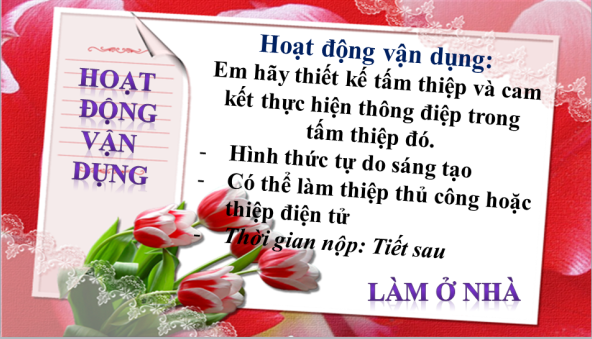 HOẠT
ĐỘNG
VẬN
DỤNG
Hoạt động vận dụng:
Em hãy thiết kế tấm thiệp và cam
kết thực hiện thông điệp trong
tấm thiệp đó.
- Hình thức tự do sáng tạo
- Có thể làm thiệp thủ công hoặc
thiệp điện tử
- Thời gian nộp: Tiết sau
LÀM Ở NHÀ